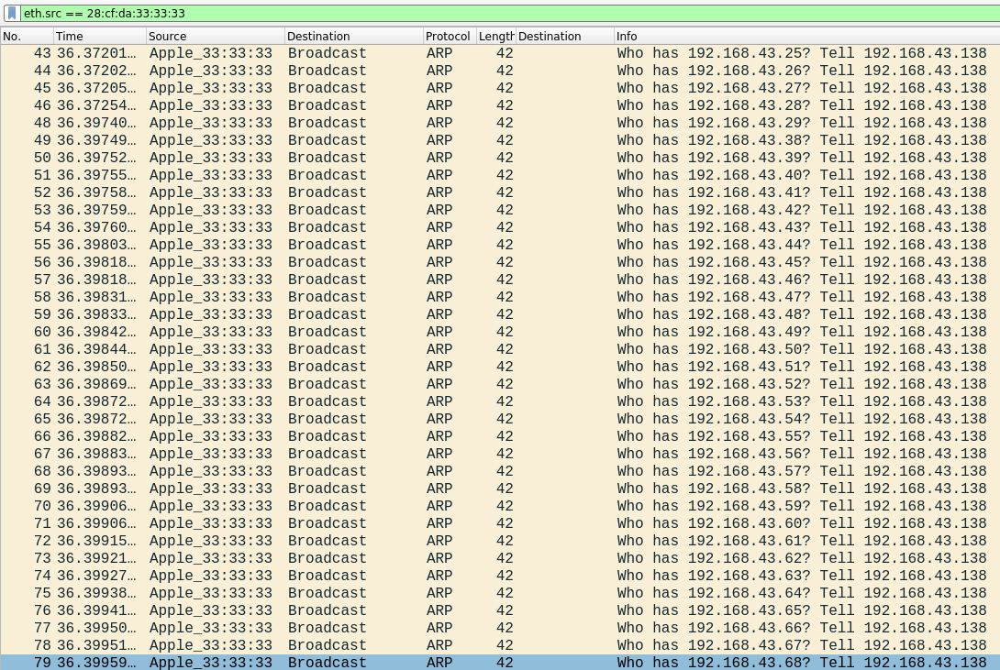 eth.src == 28:cf:da:33:33:33
No. Time Source Destination Protocol Length Destination Info
43 36.37201… Apple_33:33:33 Broadcast ARP 42 Who has 192.168.43.25? Tell 192.168.43.138
44 36.37202… Apple_33:33:33 Broadcast ARP 42 Who has 192.168.43.26? Tell 192.168.43.138
45 36.37205… Apple_33:33:33 Broadcast ARP 42 Who has 192.168.43.27? Tell 192.168.43.138
46 36.37254… Apple_33:33:33 Broadcast ARP 42 Who has 192.168.43.28? Tell 192.168.43.138
48 36.39740… Apple_33:33:33 Broadcast ARP 42 Who has 192.168.43.29? Tell 192.168.43.138
49 36.39749… Apple_33:33:33 Broadcast ARP 42 Who has 192.168.43.38? Tell 192.168.43.138
50 36.39752… Apple_33:33:33 Broadcast ARP 42 Who has 192.168.43.39? Tell 192.168.43.138
51 36.39755… Apple_33:33:33 Broadcast ARP 42 Who has 192.168.43.40? Tell 192.168.43.138
52 36.39758… Apple_33:33:33 Broadcast ARP 42 Who has 192.168.43.41? Tell 192.168.43.138
53 36.39759… Apple_33:33:33 Broadcast ARP 42 Who has 192.168.43.42? Tell 192.168.43.138
54 36.39760… Apple_33:33:33 Broadcast ARP 42 Who has 192.168.43.43? Tell 192.168.43.138
55 36.39803… Apple_33:33:33 Broadcast ARP 42 Who has 192.168.43.44? Tell 192.168.43.138
56 36.39818… Apple_33:33:33 Broadcast ARP 42 Who has 192.168.43.45? Tell 192.168.43.138
57 36.39818… Apple_33:33:33 Broadcast ARP 42 Who has 192.168.43.46? Tell 192.168.43.138
58 36.39831… Apple_33:33:33 Broadcast ARP 42 Who has 192.168.43.47? Tell 192.168.43.138
59 36.39833… Apple_33:33:33 Broadcast ARP 42 Who has 192.168.43.48? Tell 192.168.43.138
60 36.39842… Apple_33:33:33 Broadcast ARP 42 Who has 192.168.43.49? Tell 192.168.43.138
61 36.39844… Apple_33:33:33 Broadcast ARP 42 Who has 192.168.43.50? Tell 192.168.43.138
62 36.39850… Apple_33:33:33 Broadcast ARP 42 Who has 192.168.43.51? Tell 192.168.43.138
63 36.39869… Apple_33:33:33 Broadcast ARP 42 Who has 192.168.43.52? Tell 192.168.43.138
64 36.39872… Apple_33:33:33 Broadcast ARP 42 Who has 192.168.43.53? Tell 192.168.43.138
65 36.39872… Apple_33:33:33 Broadcast ARP 42 Who has 192.168.43.54? Tell 192.168.43.138
66 36.39882… Apple_33:33:33 Broadcast ARP 42 Who has 192.168.43.55? Tell 192.168.43.138
67 36.39883… Apple_33:33:33 Broadcast ARP 42 Who has 192.168.43.56? Tell 192.168.43.138
68 36.39893… Apple_33:33:33 Broadcast ARP 42 Who has 192.168.43.57? Tell 192.168.43.138
69 36.39893… Apple_33:33:33 Broadcast ARP 42 Who has 192.168.43.58? Tell 192.168.43.138
70 36.39906… Apple_33:33:33 Broadcast ARP 42 Who has 192.168.43.59? Tell 192.168.43.138
71 36.39906… Apple_33:33:33 Broadcast ARP 42 Who has 192.168.43.60? Tell 192.168.43.138
72 36.39915… Apple_33:33:33 Broadcast ARP 42 Who has 192.168.43.61? Tell 192.168.43.138
73 36.39921… Apple_33:33:33 Broadcast ARP 42 Who has 192.168.43.62? Tell 192.168.43.138
74 36.39927… Apple_33:33:33 Broadcast ARP 42 Who has 192.168.43.63? Tell 192.168.43.138
75 36.39938… Apple_33:33:33 Broadcast ARP 42 Who has 192.168.43.64? Tell 192.168.43.138
76 36.39941… Apple_33:33:33 Broadcast ARP 42 Who has 192.168.43.65? Tell 192.168.43.138
77 36.39950… Apple_33:33:33 Broadcast ARP 42 Who has 192.168.43.66? Tell 192.168.43.138
78 36.39951… Apple_33:33:33 Broadcast ARP 42 Who has 192.168.43.67? Tell 192.168.43.138
79 36.39959… Apple_33:33:33 Broadcast ARP 42 Who has 192.168.43.68? Tell 192.168.43.138